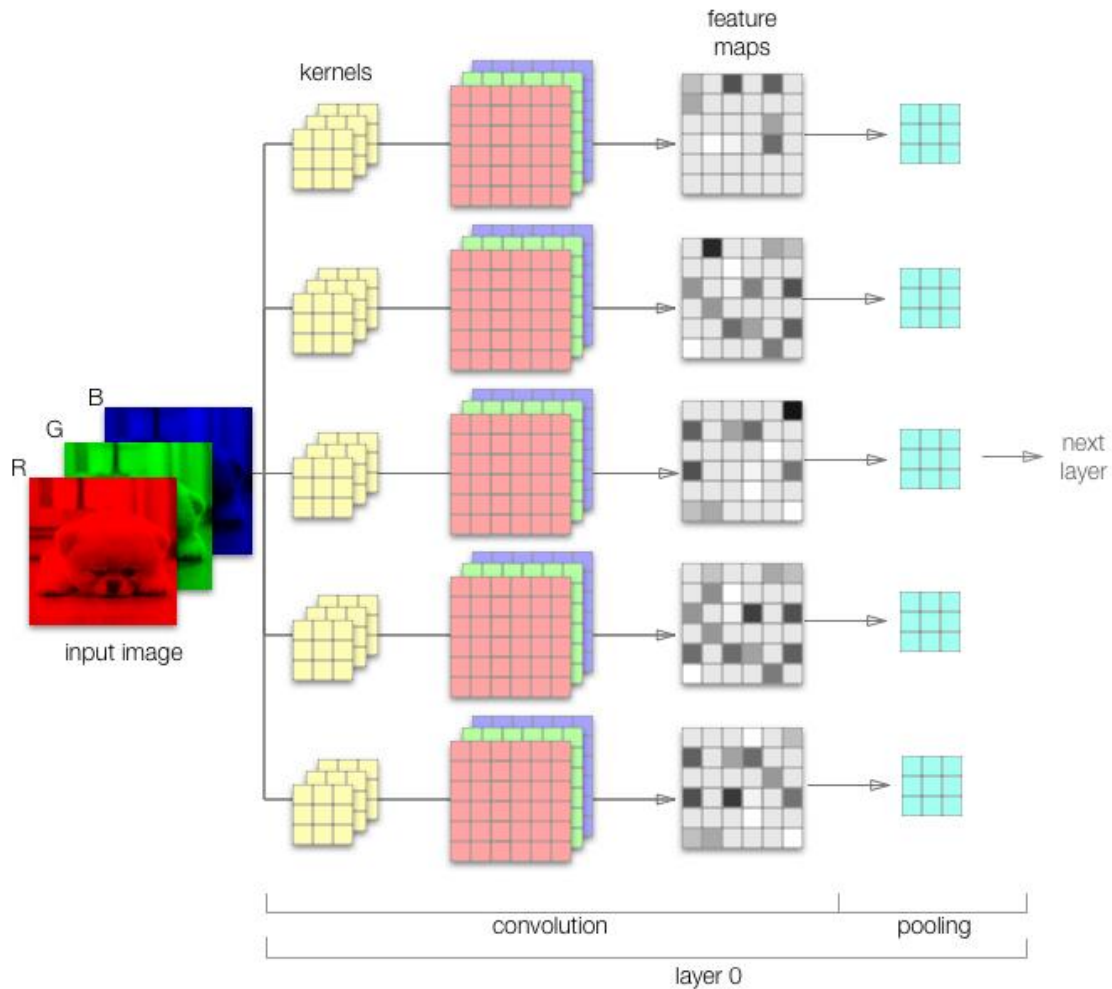 feature
maps
kernels
B
G
R
input image
next
layer
convolution
pooling
layer 0